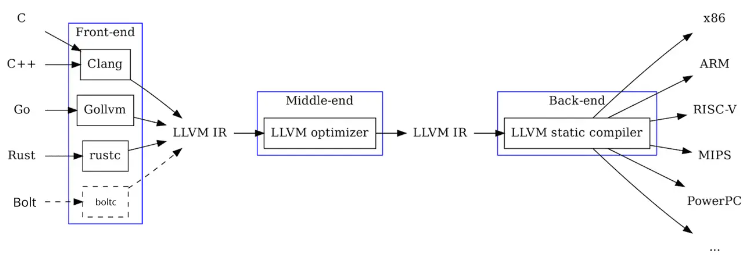 C
C++
Go
Rust
Bolt
Front-end
Clang
Gollvm
rustc
boltc
LLVM IR
Middle-end
LLVM optimizer
LLVM IR
Back-end
LLVM static compiler
x86
ARM
RISC-V
MIPS
PowerPC
...